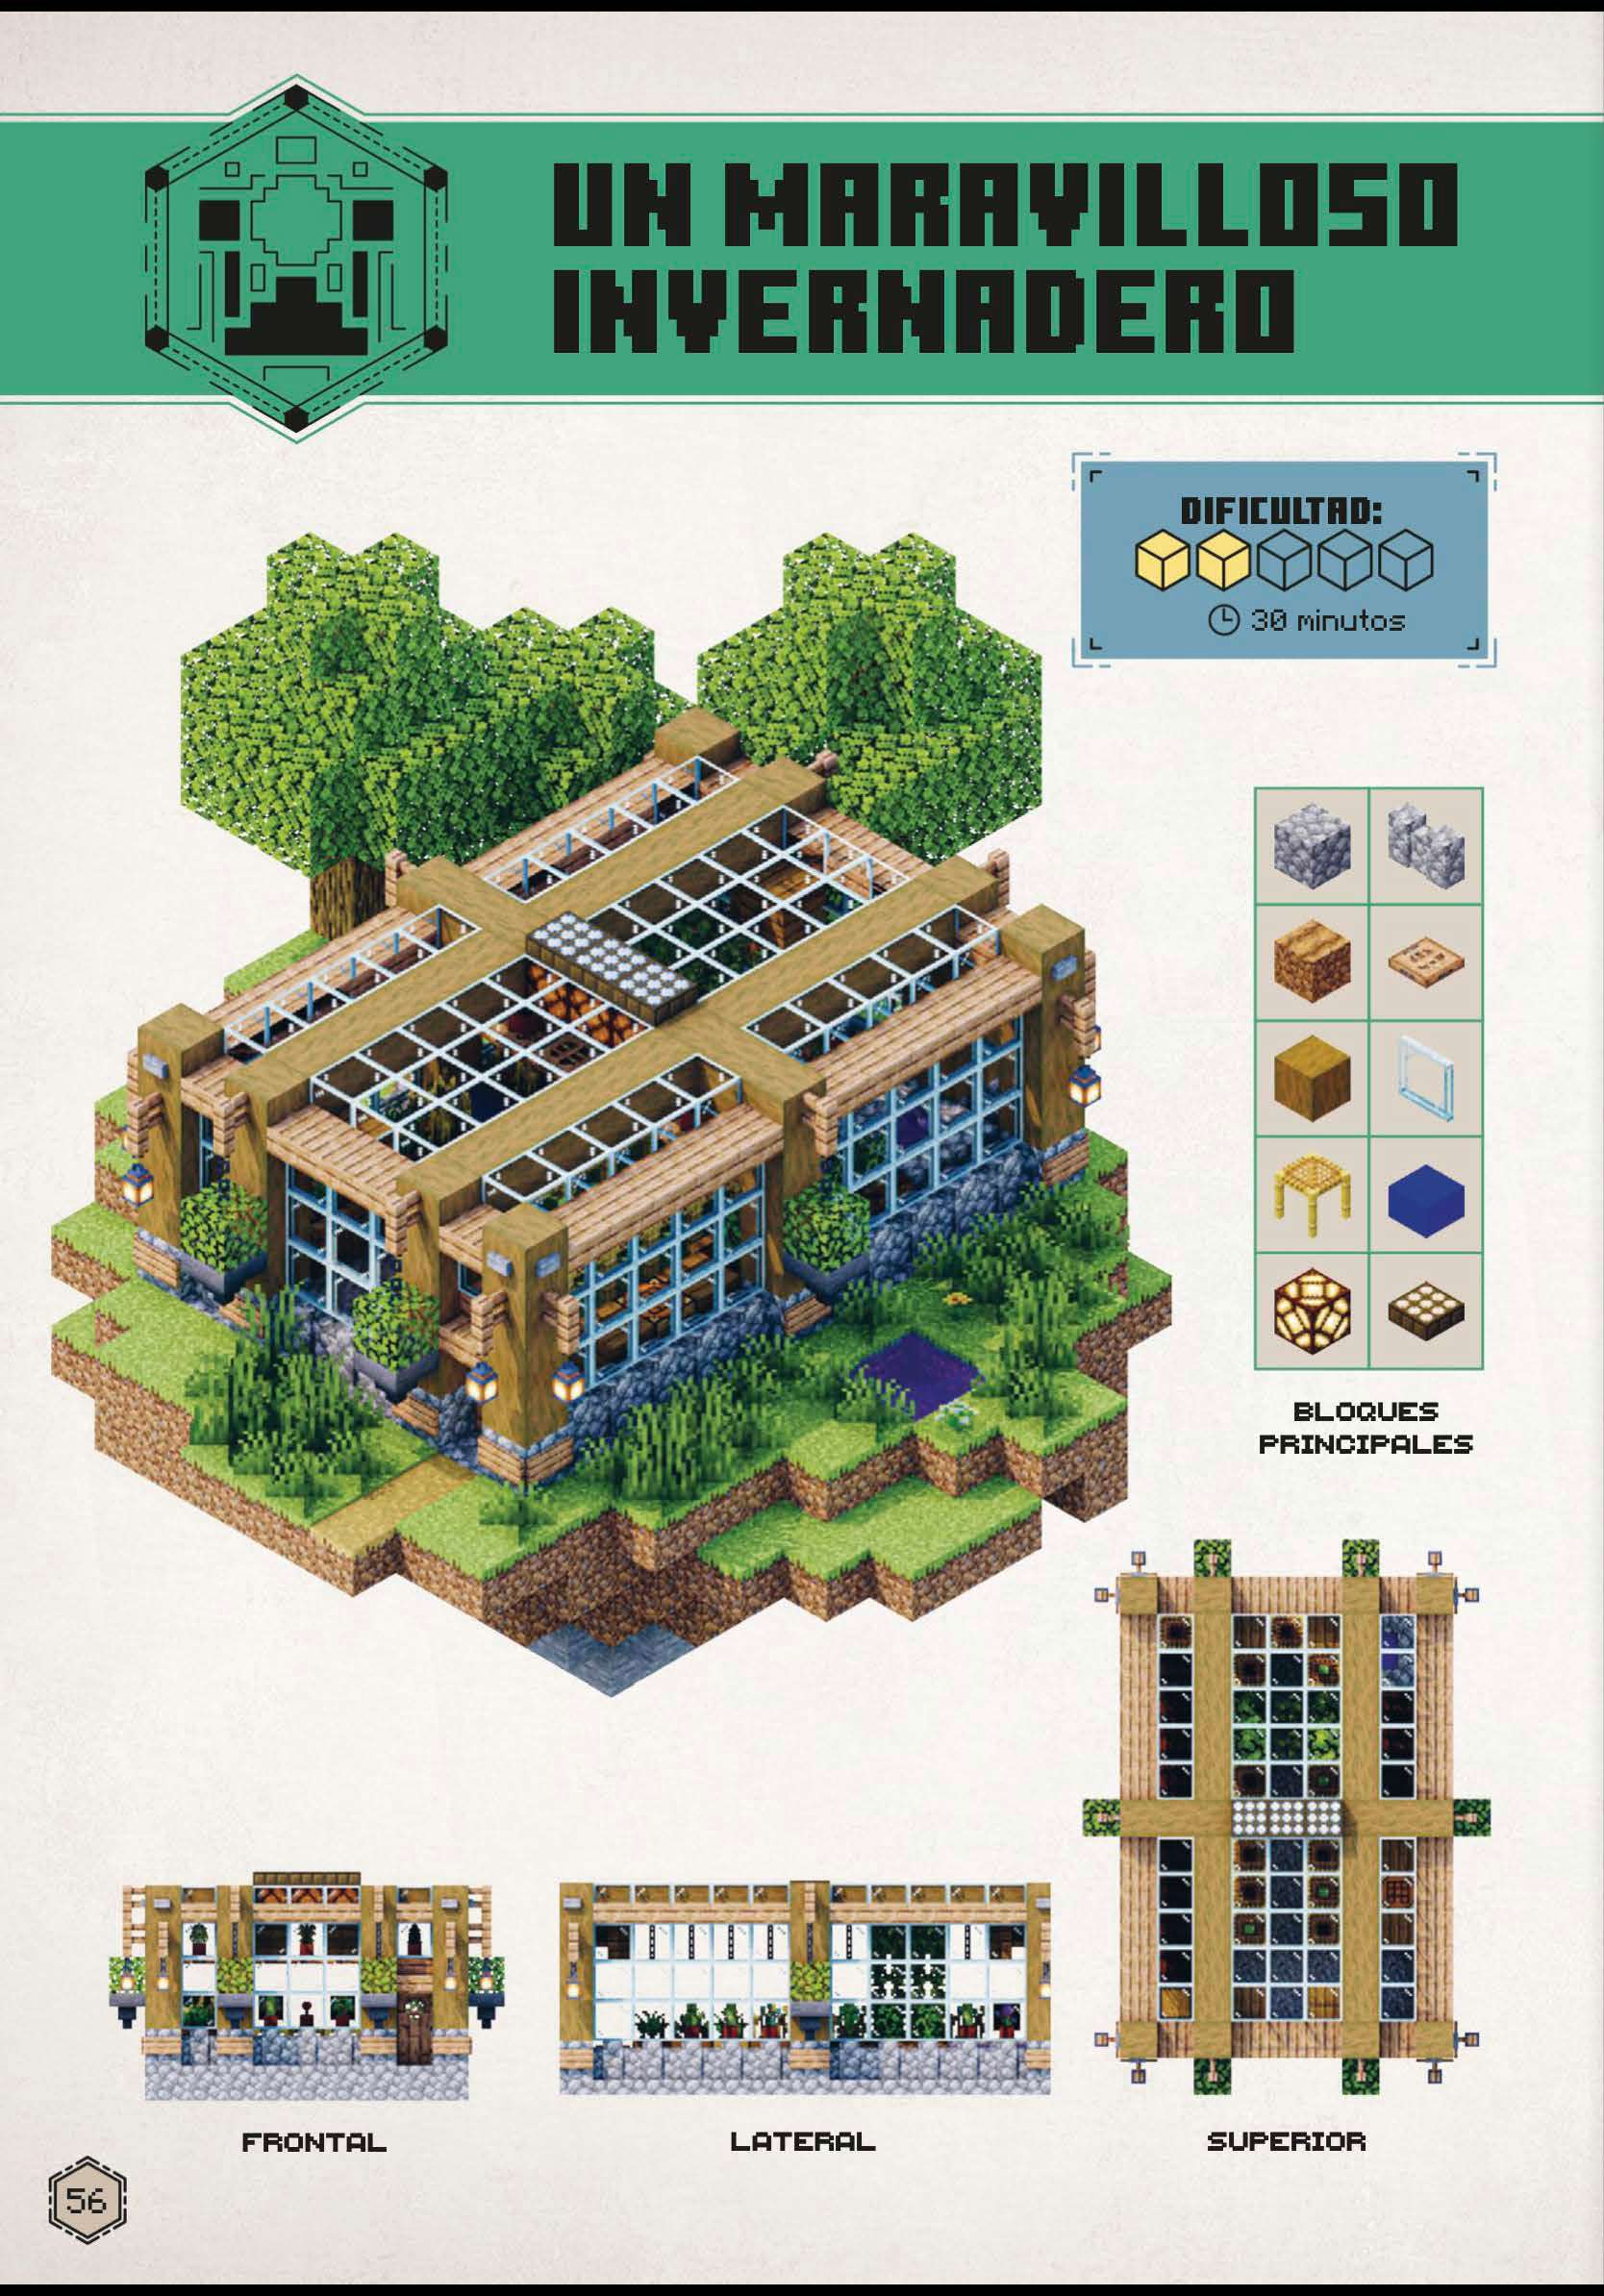 UN MARAVILLOSO
INVERNADERO
DIFICULTAD:
30 minutos
BLOQUES
PRINCIPALES
FRONTAL
LATERAL
SUPERIOR
56